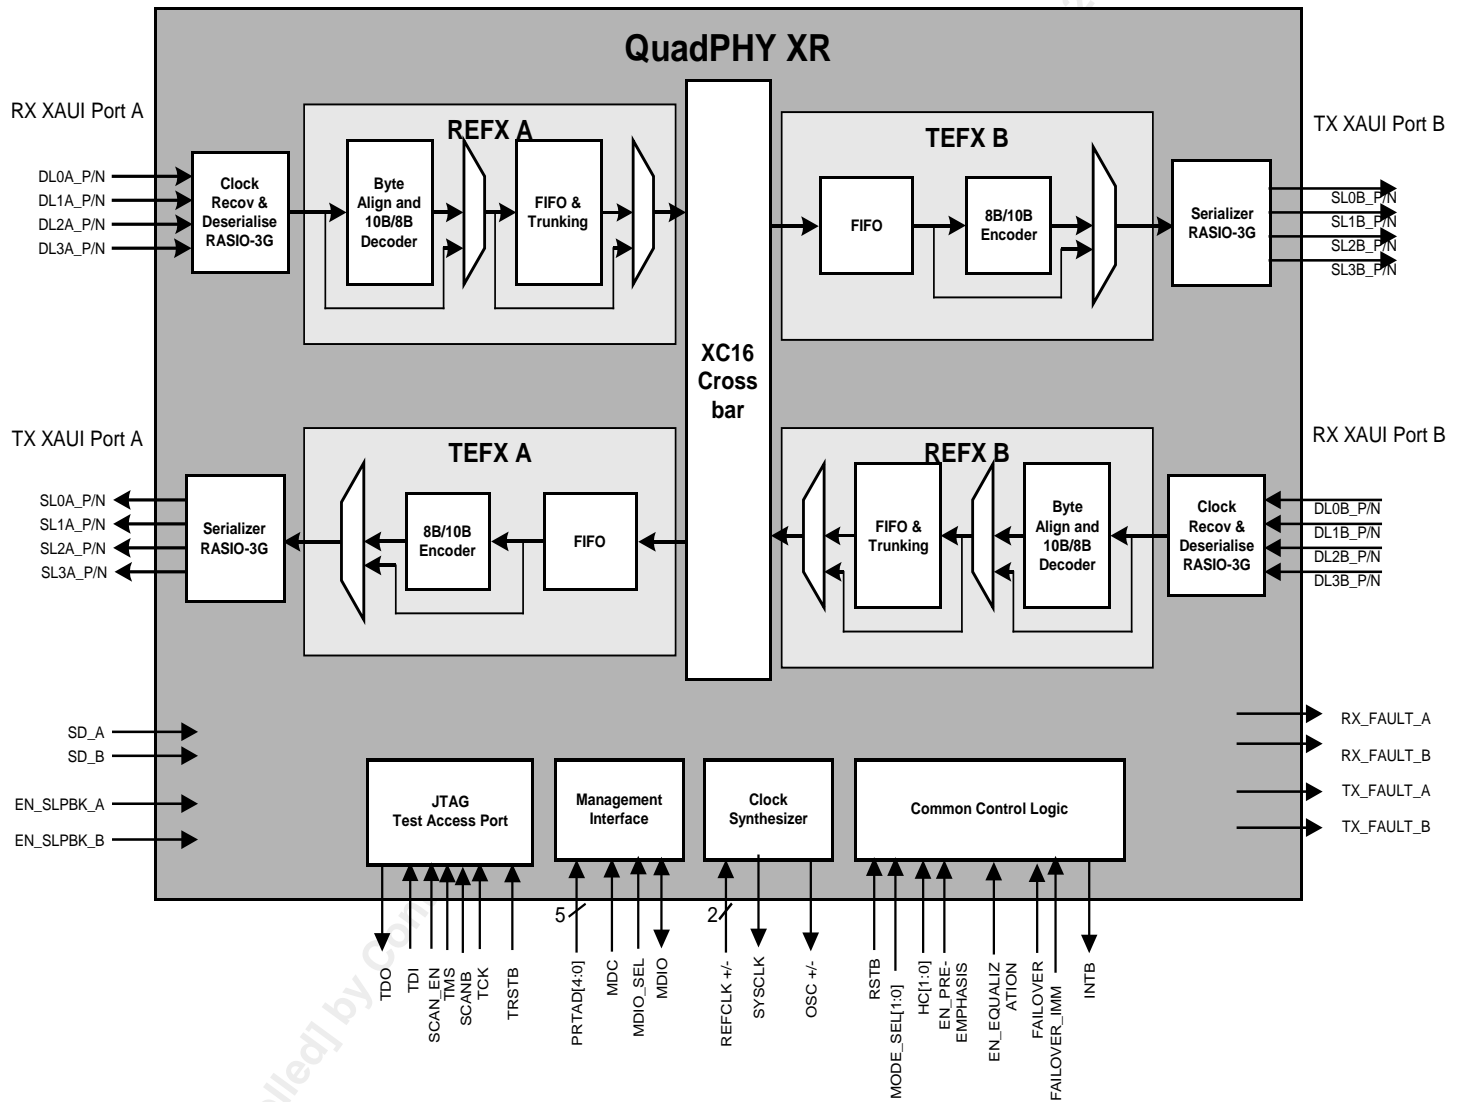 QuadPHY XR
RX XAUI Port A
DL0A_P/N
DL1A_P/N
DL2A_P/N
DL3A_P/N
Clock
Recov &
Deserialise
RASIO-3G
REFX A
Byte
Align and
10B/8B
Decoder
FIFO &
Trunking
XC16
Cross
bar
TEFX B
FIFO
8B/10B
Encoder
Serializer
RASIO-3G
TX XAUI Port B
SL0B_P/N
SL1B_P/N
SL2B_P/N
SL3B_P/N
TX XAUI Port A
SL0A_P/N
SL1A_P/N
SL2A_P/N
SL3A_P/N
Serializer
RASIO-3G
TEFX A
8B/10B
Encoder
FIFO
REFX B
FIFO &
Trunking
Byte
Align and
10B/8B
Decoder
Clock
Recov &
Deserialise
RASIO-3G
RX XAUI Port B
DL0B_P/N
DL1B_P/N
DL2B_P/N
DL3B_P/N
SD_A
SD_B
EN_SLPBK_A
EN_SLPBK_B
RX_FAULT_A
RX_FAULT_B
TX_FAULT_A
TX_FAULT_B
JTAG
Test Access Port
Management
Interface
Clock
Synthesizer
Common Control Logic
5
2
TDO
TDI
SCAN_EN
TMS
SCANB
TCK
TRSTB
PRTAD[4:0]
MDC
MDIO_SEL
MDIO
REFCLK +/-
SYSCLK
OSC +/-
RSTB
MODE_SEL[1:0]
HC[1:0]
EN_PRE-
EMPHASIS
EN_EQUALIZ
ATION
FAILOVER
FAILOVER_IMM
INTB
olled] by Con